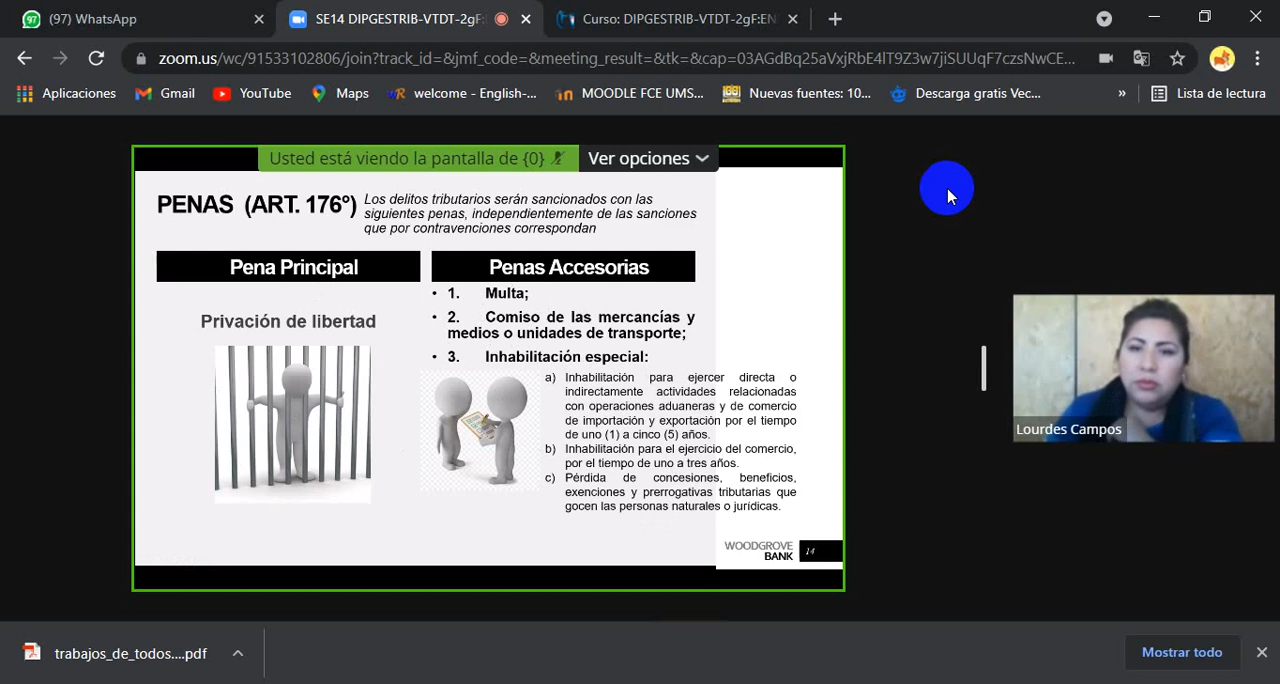 97
(97) WhatsApp
SE14 DIPGESTRIB-VTDT-2gF:
Curso: DIPGESTRIB-VTDT-2gF:EN
zoom.us/wc/91533102806/join?track_id=&jmf_code=&meeting_result=&tk=&cap=03AGdBq25aVxjRbE4lT9Z3w7jiSUUqF7czsNwCE...
Aplicaciones
Gmail
YouTube
Maps
welcome - English-...
MOODLE FCE UMS...
Nuevas fuentes: 10...
Descarga gratis Vec...
»
Lista de lectura
Usted está viendo la pantalla de {0}
Ver opciones
PENAS (ART. 176°)
Los delitos tributarios serán sancionados con las
siguientes penas, independientemente de las sanciones
que por contravenciones correspondan
Pena Principal
Privación de libertad
Penas Accesorias
• 1. Multa;
• 2. Comiso de las mercancías y
medios o unidades de transporte;
• 3. Inhabilitación especial:
a) Inhabilitación para ejercer directa o
indirectamente actividades relacionadas
con operaciones aduaneras y de comercio
de importación y exportación por el tiempo
de uno (1) a cinco (5) años.
b) Inhabilitación para el ejercicio del comercio,
por el tiempo de uno a tres años.
c) Pérdida de concesiones, beneficios,
exenciones y prerrogativas tributarias que
gocen las personas naturales o jurídicas.
WOODGROVE
BANK
14
Lourdes Campos
trabajos_de_todos....pdf
Mostrar todo